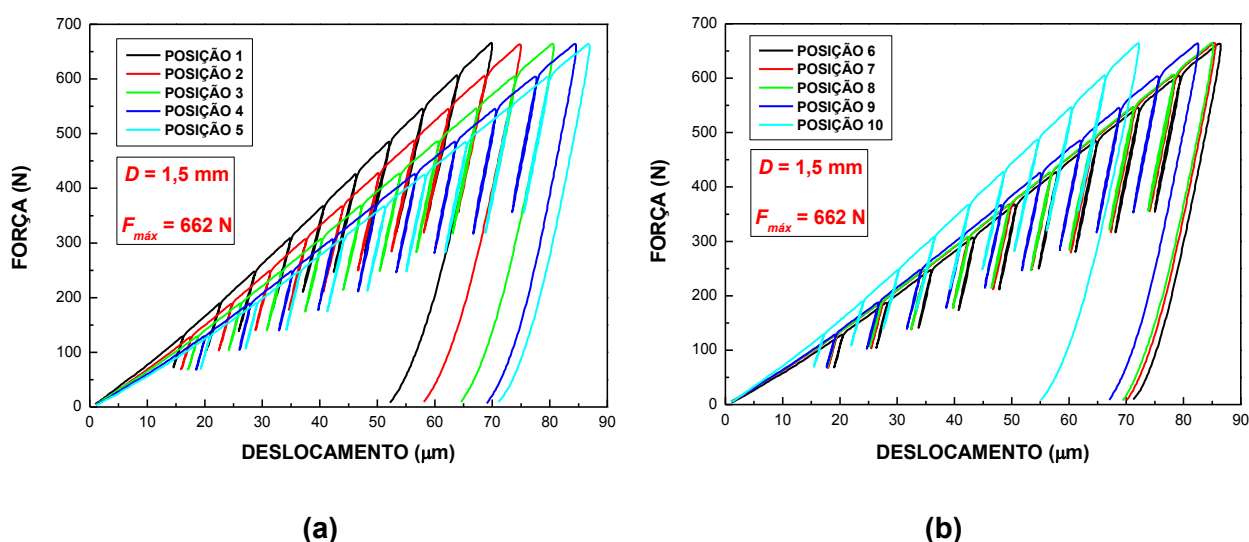 700
600
500
400
300
200
100
0
FORÇA (N)
POSIÇÃO 1
POSIÇÃO 2
POSIÇÃO 3
POSIÇÃO 4
POSIÇÃO 5
D = 1,5 mm
F máx = 662 N
0 10 20 30 40 50 60 70 80 90
DESLOCAMENTO (μm)
(a)
700
600
500
400
300
200
100
0
FORÇA (N)
POSIÇÃO 6
POSIÇÃO 7
POSIÇÃO 8
POSIÇÃO 9
POSIÇÃO 10
D = 1,5 mm
F máx = 662 N
0 10 20 30 40 50 60 70 80 90
DESLOCAMENTO (μm)
(b)